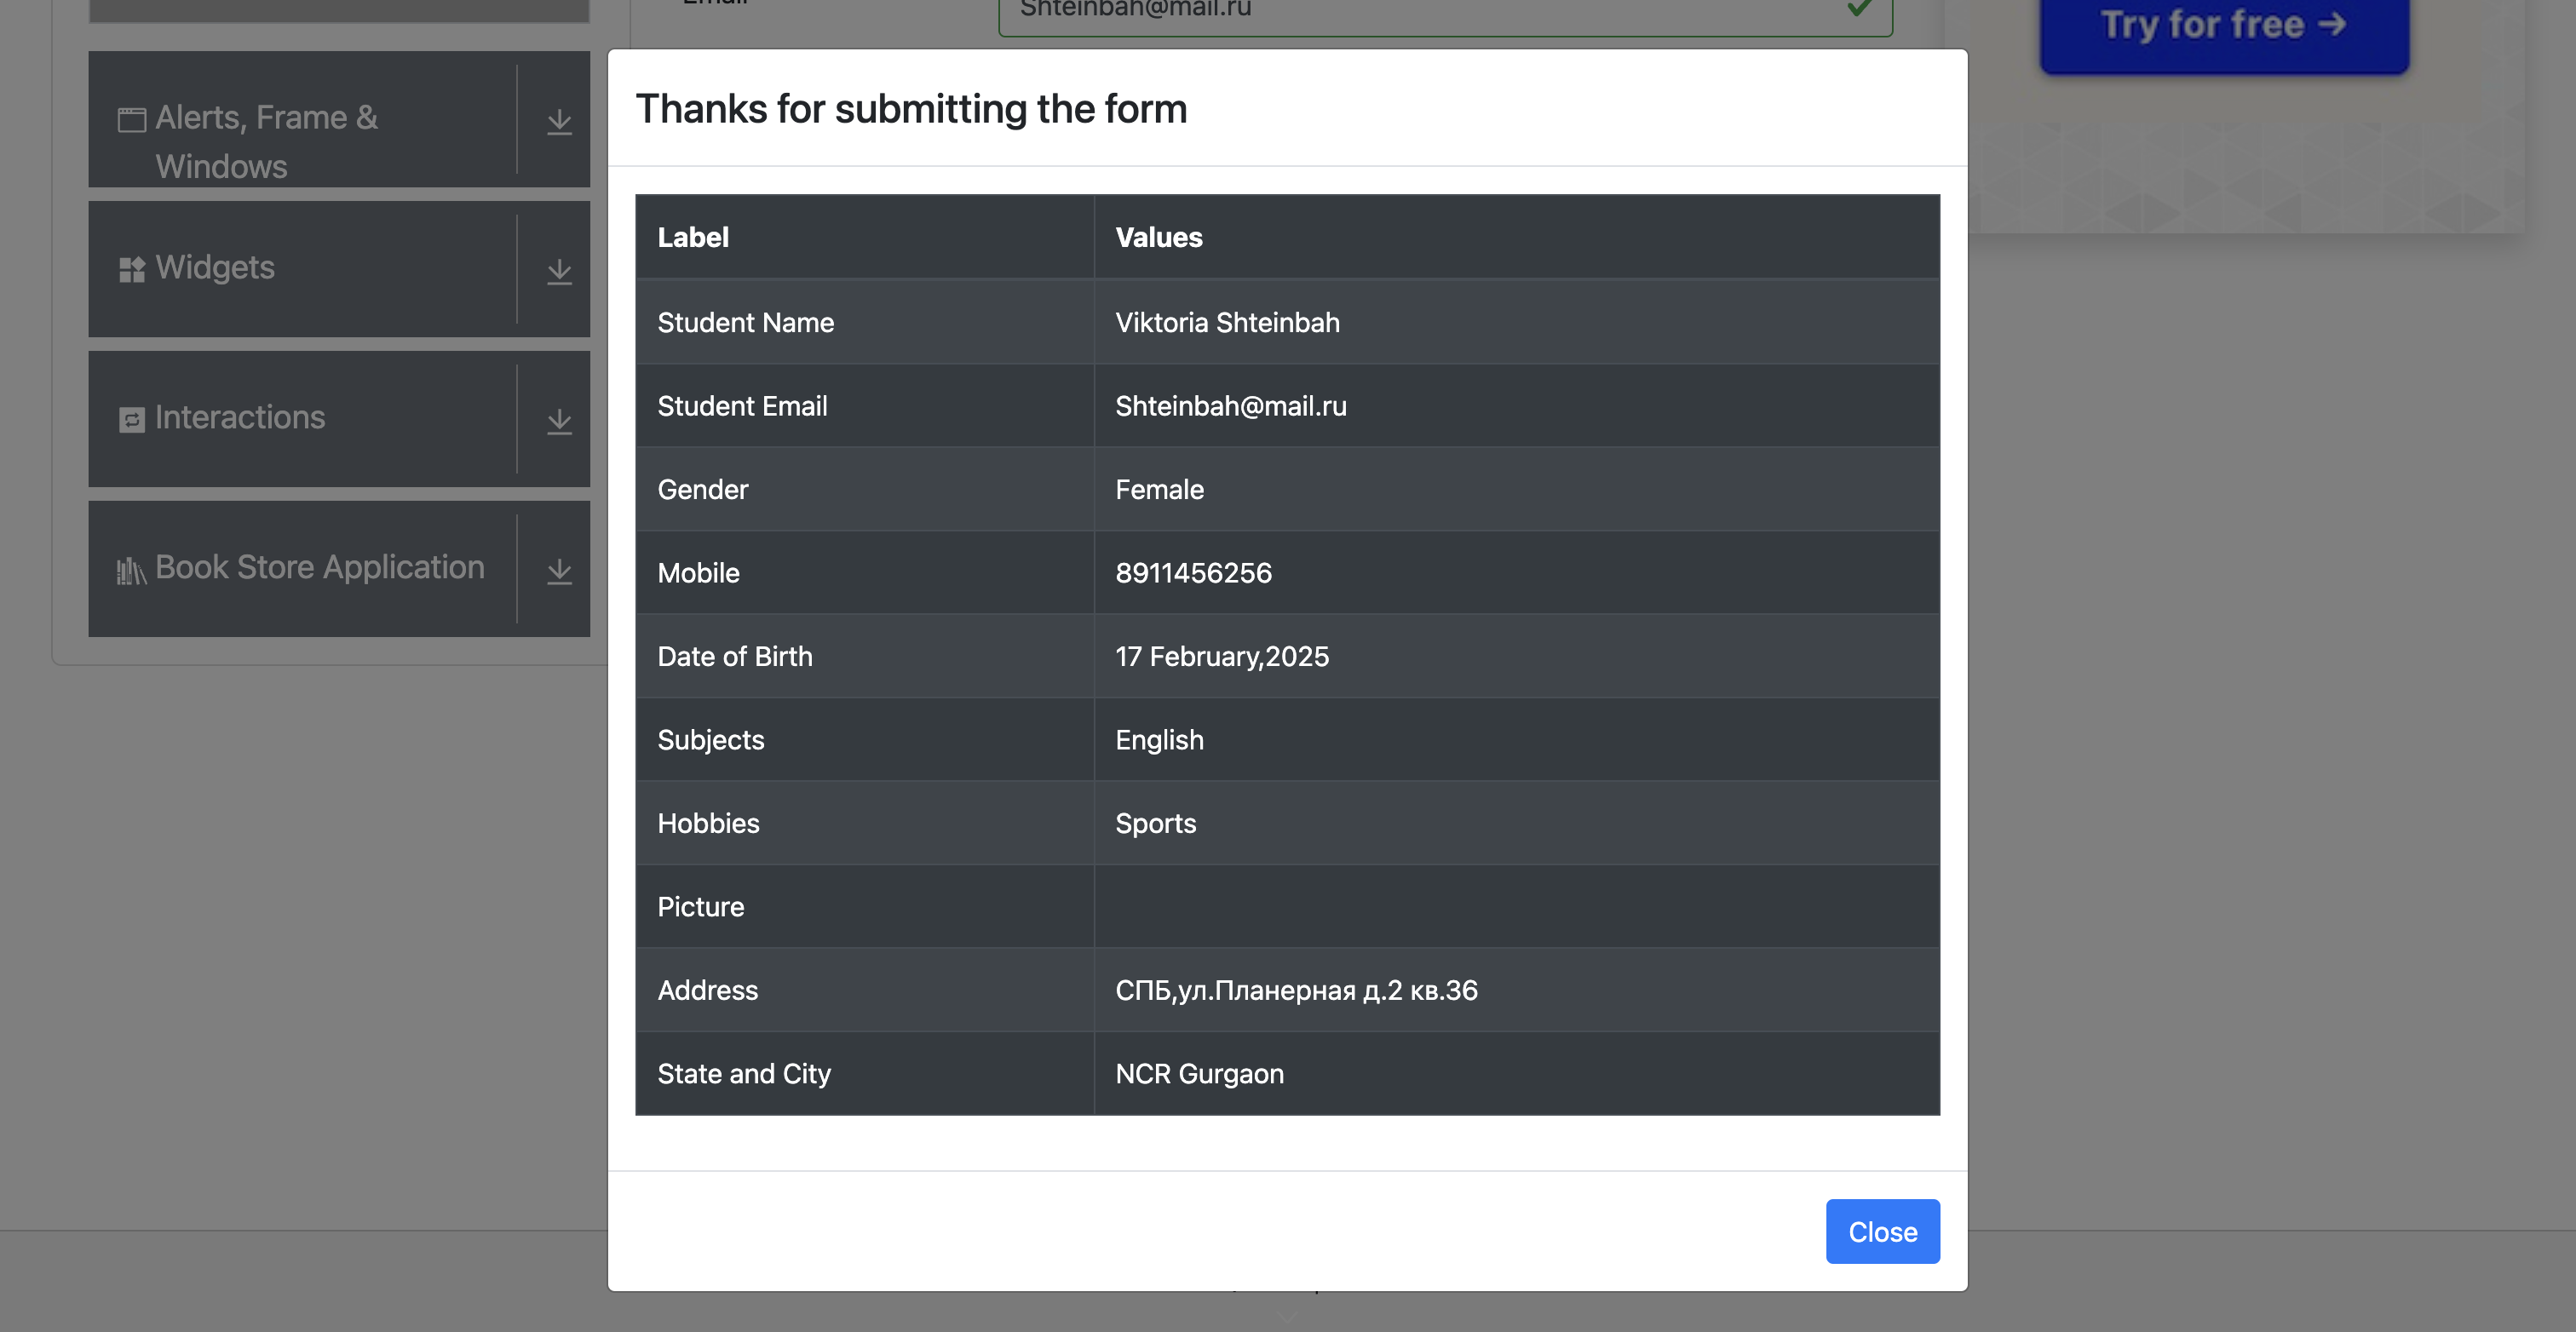 Shteinbah@mail.ru
Try for free →
Alerts, Frame &
Windows
Widgets
Interactions
Book Store Application
Thanks for submitting the form
Label Values
Student Name Viktoria Shteinbah
Student Email Shteinbah@mail.ru
Gender Female
Mobile 8911456256
Date of Birth 17 February,2025
Subjects English
Hobbies Sports
Picture
Address СПБ,ул.Планерная д.2 кв.36
State and City NCR Gurgaon
Close